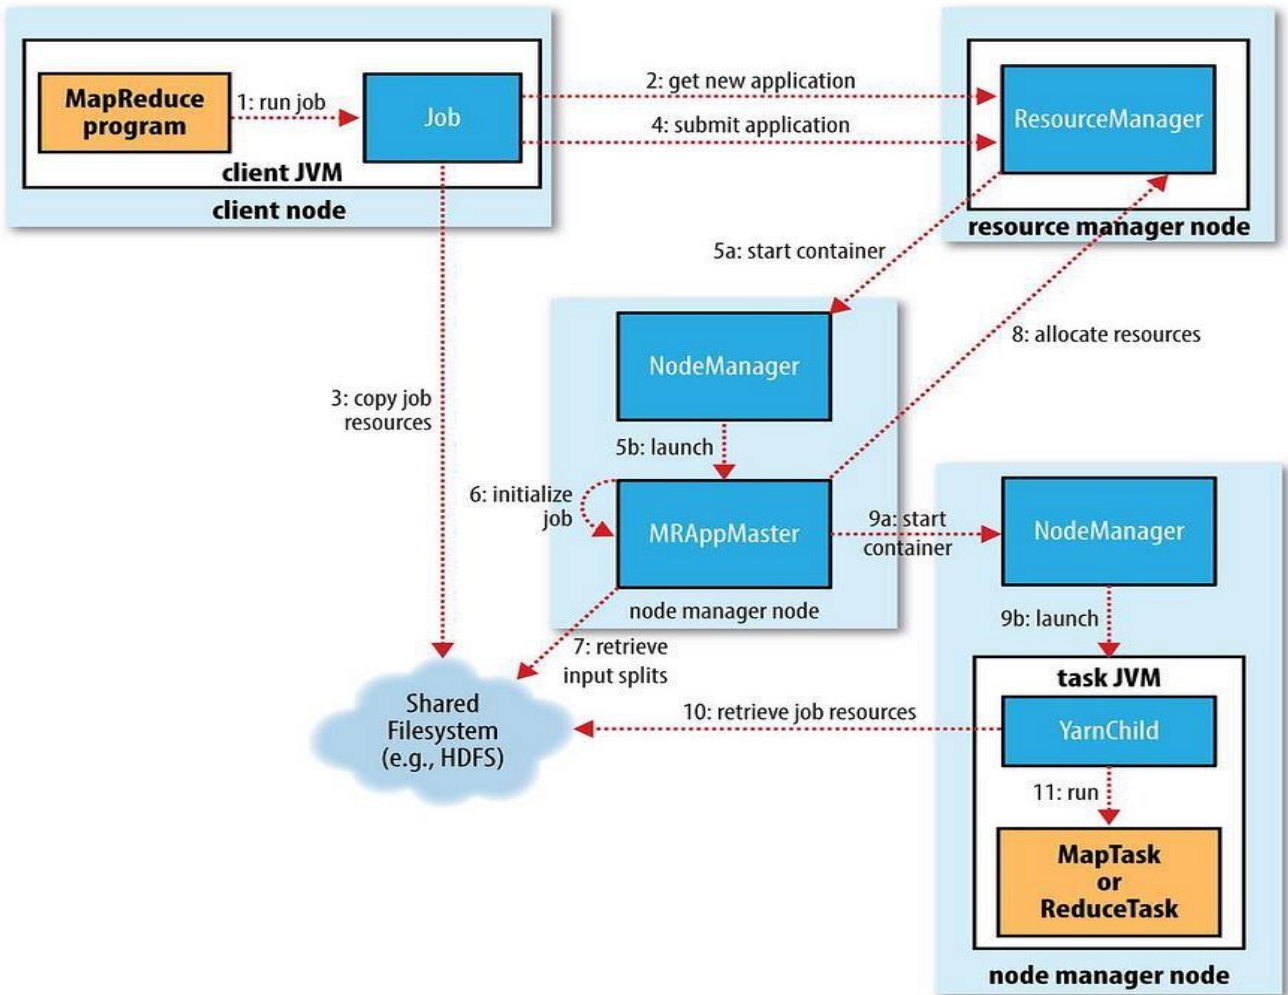 MapReduce
program
1: run job
Job
client JVM
client node
2: get new application
4: submit application
ResourceManager
resource manager node
5a: start container
8: allocate resources
3: copy job
resources
NodeManager
5b: launch
6: initialize
job
MRAppMaster
node manager node
9a: start
container
NodeManager
9b: launch
7: retrieve
input splits
Shared
Filesystem
(e.g., HDFS)
10: retrieve job resources
task JVM
YarnChild
11: run
MapTask
or
ReduceTask
node manager node